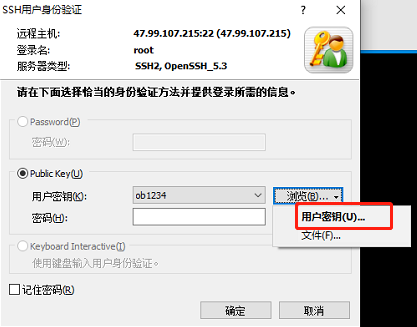 SSH用户身份验证
远程主机: 47.99.107.215:22 (47.99.107.215)
登录名: root
服务器类型: SSH2, OpenSSH_5.3
请在下面选择恰当的身份验证方法并提供登录所需的信息。
Password(P)
密码(W):
Public Key(U)
用户密钥(K): ob1234 浏览(B)...
用户密钥(U)...
密码(H):
文件(F)...
Keyboard Interactive(I)
使用键盘输入用户身份验证。
记住密码(R)
确定 取消